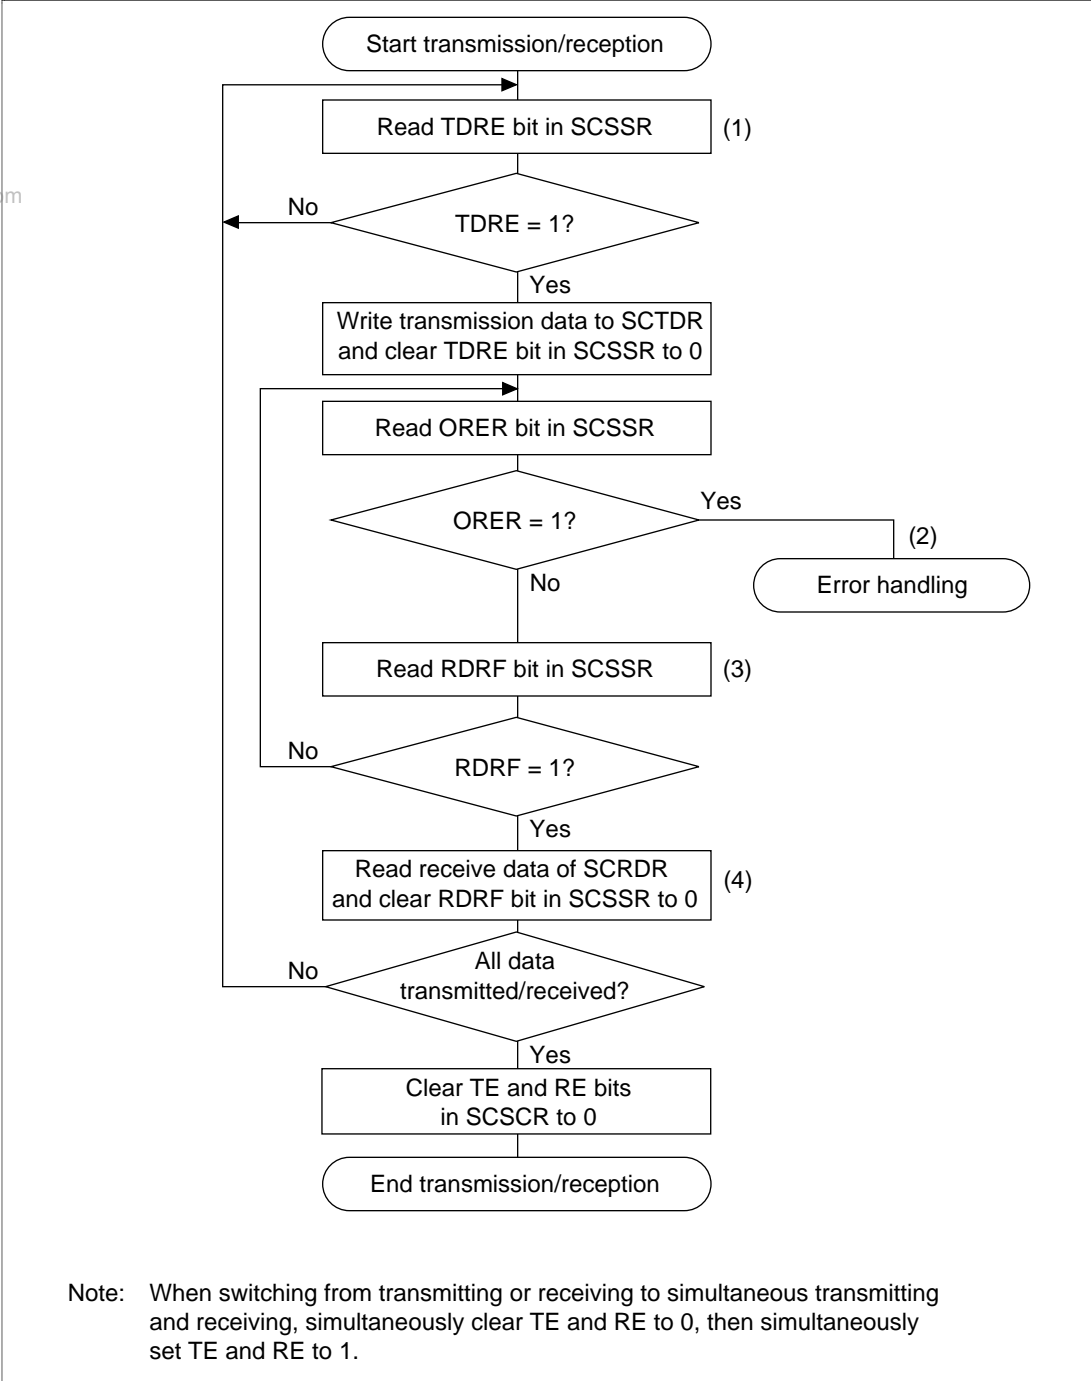 Start transmission/reception
Read TDRE bit in SCSSR (1)
om
No
TDRE = 1?
Yes
Write transmission data to SCTDR
and clear TDRE bit in SCSSR to 0
Read ORER bit in SCSSR
Yes
ORER = 1?
(2)
No
Error handling
Read RDRF bit in SCSSR (3)
No
RDRF = 1?
Yes
Read receive data of SCRDR
and clear RDRF bit in SCSSR to 0
(4)
All data
No
transmitted/received?
Yes
Clear TE and RE bits
in SCSCR to 0
End transmission/reception
Note: When switching from transmitting or receiving to simultaneous transmitting
and receiving, simultaneously clear TE and RE to 0, then simultaneously
set TE and RE to 1.